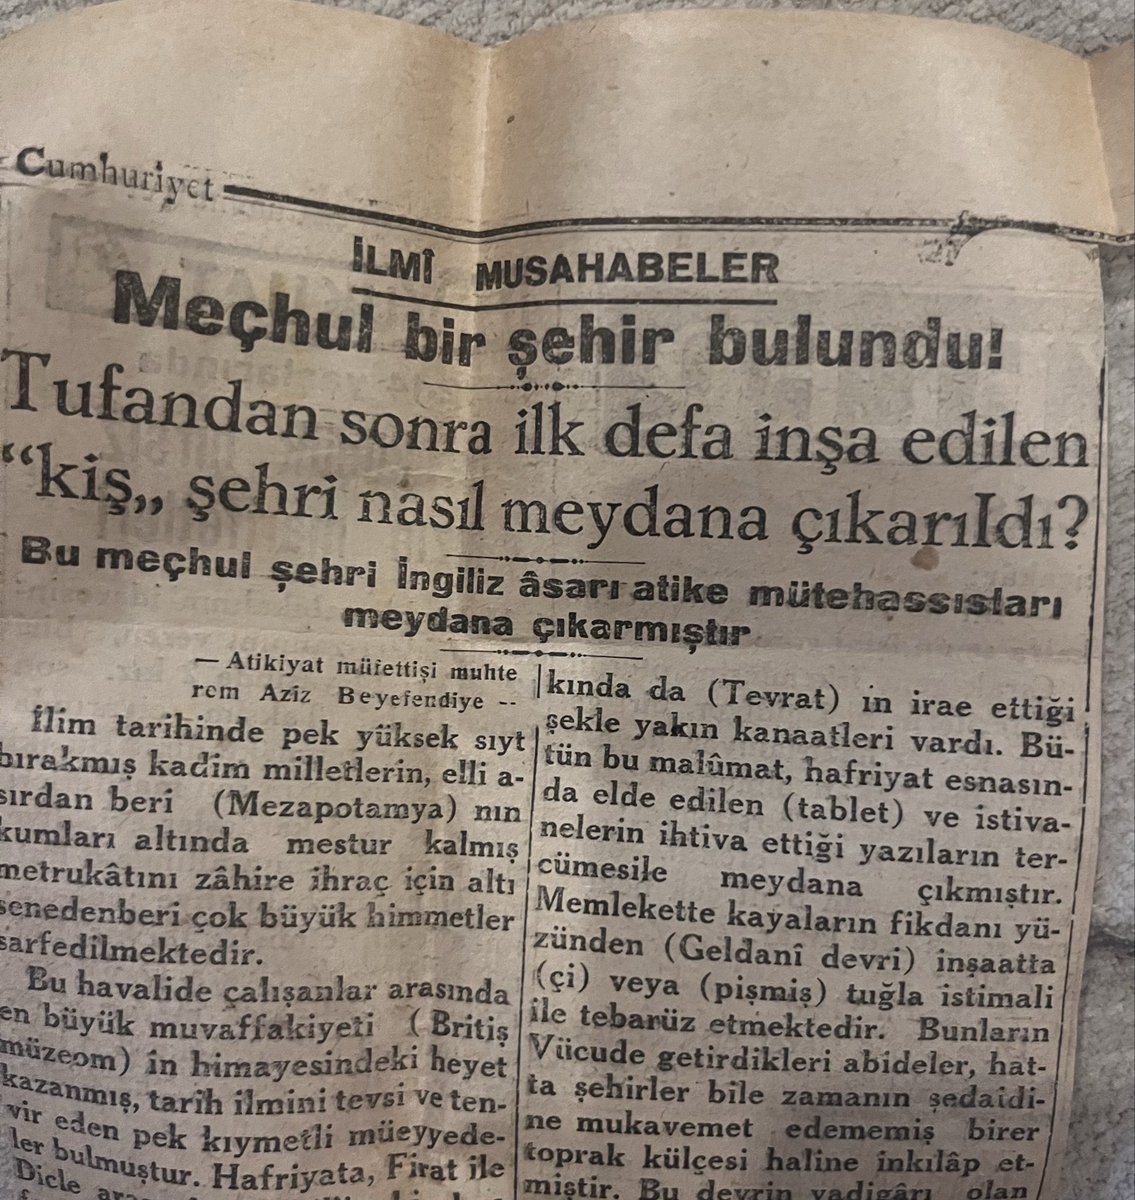 Cumhuriyet
İLMÎ MUSAHABELER
Meçhul bir şehir bulundu!
Tufandan sonra ilk defa inşa edilen
“kiş„ şehri nasıl meydana çıkarıldı?
Bu meçhul şehri İngiliz âsarı atike mütehassısları
meydana çıkarmıştır
— Atikiyat müfettişi muhte
rem Aziz Beyefendiye --
İlim tarihinde pek yüksek sıyt
bırakmış kadim milletlerin, elli a-
sırdan beri (Mezapotamya) nın
kumları altında mestur kalmış
metrukâtını zâhire ihraç için altı
senedenberi çok büyük himmetler
sarfedilmektedir.
Bu havalide çalışanlar arasında
en büyük muvaffakiyeti (Britiş
müzeom) in himayesindeki heyet
kazanmış, tarih ilmini tevsi ve ten-
vir eden pek kıymetli müeyyede-
ler bulmuştur. Hafriyata, Firat ile
Dicle
kında da (Tevrat) ın irae ettiği
şekle yakın kanaatleri vardı. Bü-
tün bu malûmat, hafriyat esnasın-
da elde edilen (tablet) ve istiva-
nelerin ihtiva ettiği yazıların ter-
cümesile meydana çıkmıştır.
Memlekette kayaların fikdanı yü-
zünden (Geldanî devri) inşaatta
(çi) veya (pişmiş) tuğla istimali
ile tebarüz etmektedir. Bunların
Vücude getirdikleri abideler, hat-
ta şehirler bile zamanın şedaidi-
ne mukavemet edememiş birer
toprak külçesi haline inkılâp et-
miştir. Bu devrin yadigârı olan